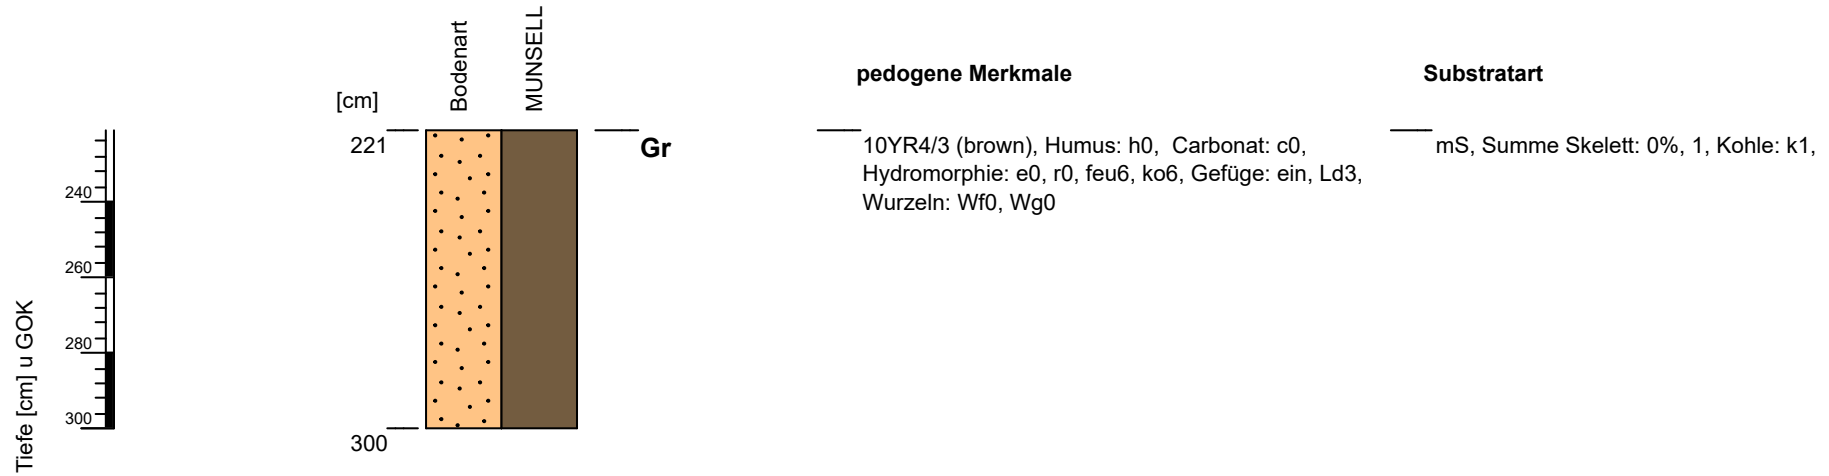 Bodenart
MUNSELL
pedogene Merkmale
Substratart
[cm]
221
Gr
10YR4/3 (brown), Humus: h0, Carbonat: c0,
Hydromorphie: e0, r0, feu6, ko6, Gefüge: ein, Ld3,
Wurzeln: Wf0, Wg0
mS, Summe Skelett: 0%, 1, Kohle: k1,
240
260
280
300
Tiefe [cm] u GOK
300